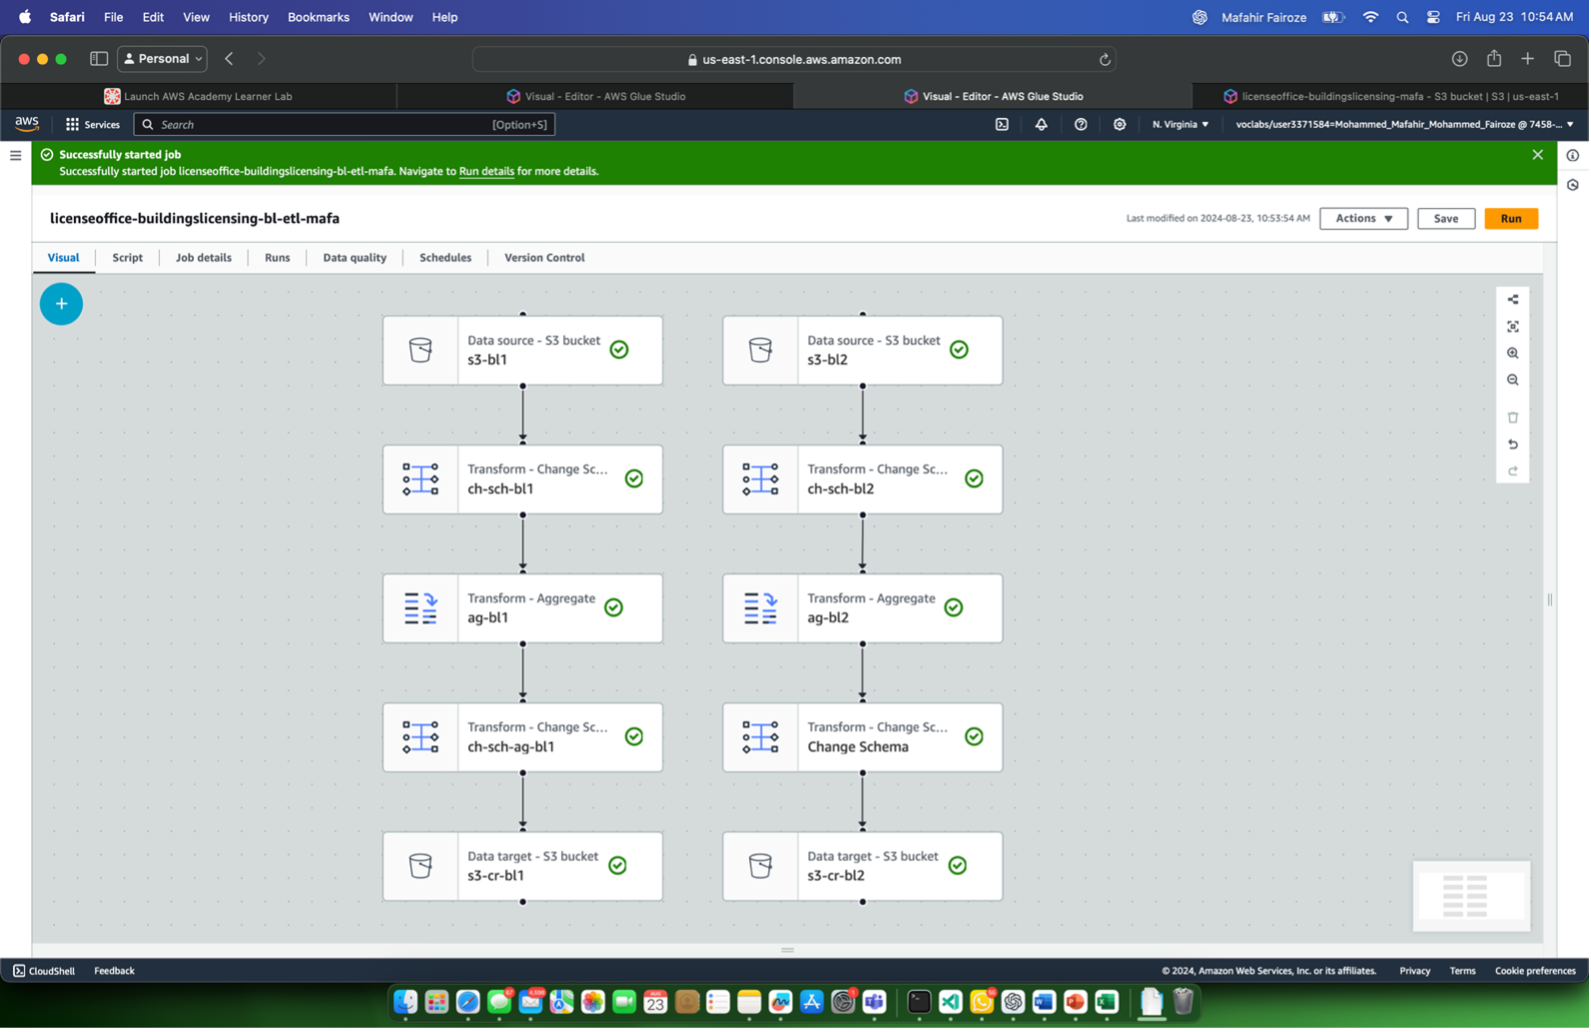 Safari File Edit View History Bookmarks Window Help Mafahir Fairoze Fri Aug 23 10:54 AM
Personal us-east-1.console.aws.amazon.com
Launch AWS Academy Learner Lab Visual - Editor - AWS Glue Studio Visual - Editor - AWS Glue Studio licenseoffice-buildingslicensing-mafa - S3 bucket | S3 | us-east-1
aws Services Search [Option+S] N. Virginia voclabs/user3371584=Mohammed_Mafahir_Mohammed_Fairoze @ 7458-...
Successfully started job
Successfully started job licenseoffice-buildingslicensing-bl-etl-mafa. Navigate to Run details for more details.
licenseoffice-buildingslicensing-bl-etl-mafa Last modified on 2024-08-23, 10:53:54 AM Actions Save Run
Visual Script Job details Runs Data quality Schedules Version Control
Data source - S3 bucket Data source - S3 bucket
s3-bl1 s3-bl2
Transform - Change Sc... Transform - Change Sc...
ch-sch-bl1 ch-sch-bl2
Transform - Aggregate Transform - Aggregate
ag-bl1 ag-bl2
Transform - Change Sc... Transform - Change Sc...
ch-sch-ag-bl1 Change Schema
Data target - S3 bucket Data target - S3 bucket
s3-cr-bl1 s3-cr-bl2
CloudShell Feedback © 2024, Amazon Web Services, Inc. or its affiliates. Privacy Terms Cookie preferences
23